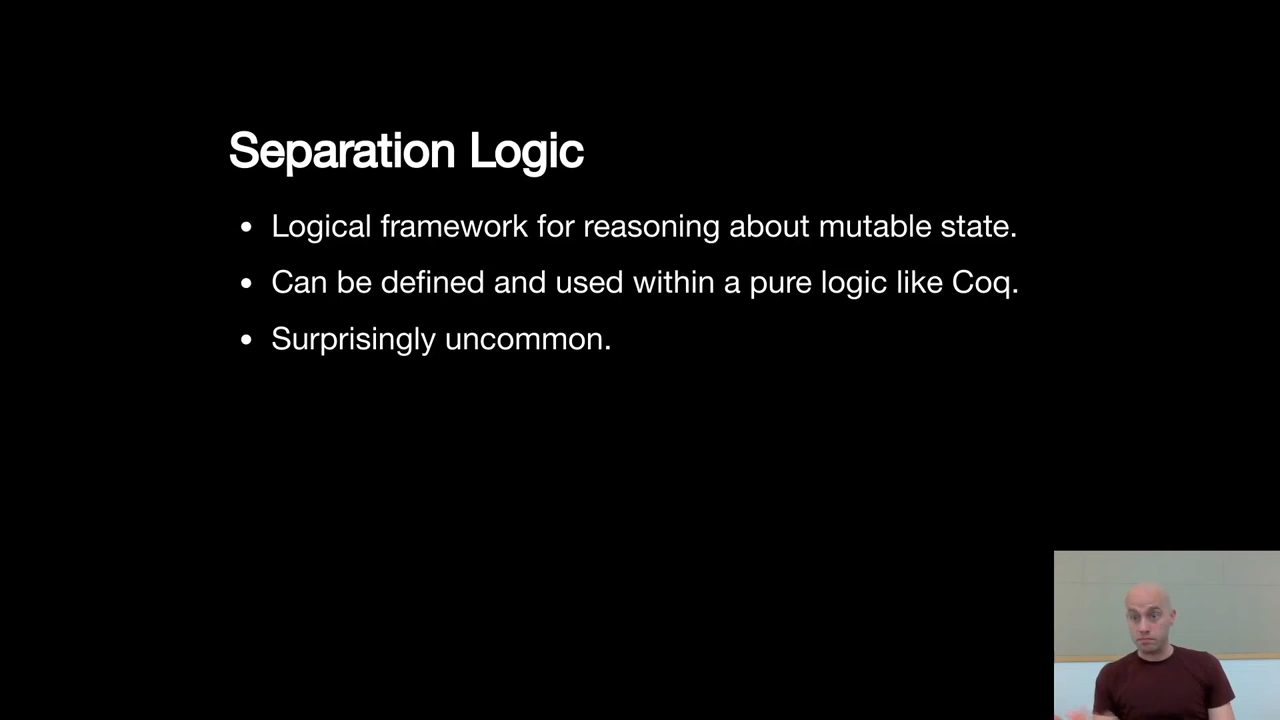 Separation Logic
• Logical framework for reasoning about mutable state.
• Can be defined and used within a pure logic like Coq.
• Surprisingly uncommon.